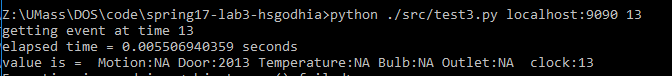 Z:\UMass\DOS\code\spring17-lab3-hsgodhia>python ./src/test3.py localhost:9090 13
getting event at time 13
elapsed time = 0.005506940359 seconds
value is =  Motion:NA Door:2013 Temperature:NA Bulb:NA Outlet:NA  clock:13